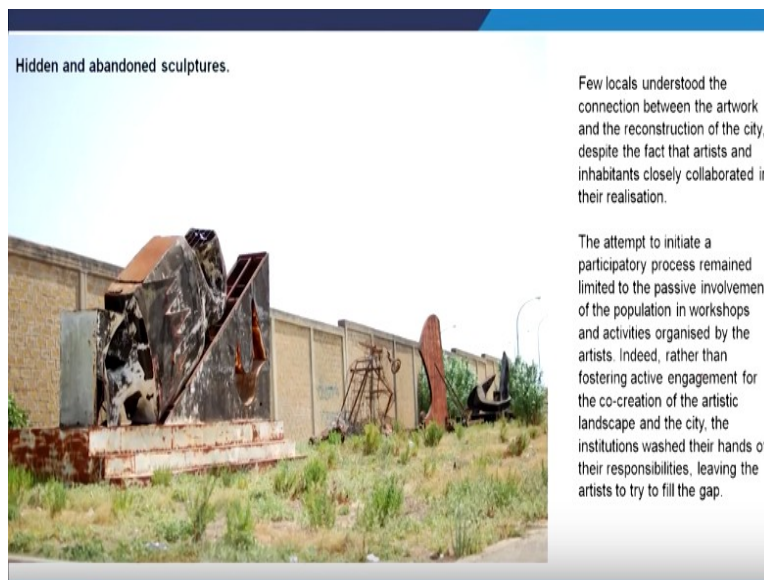 Hidden and abandoned sculptures.
Few locals understood the
connection between the artwork
and the reconstruction of the city,
despite the fact that artists and
inhabitants closely collaborated in
their realisation.
The attempt to initiate a
participatory process remained
limited to the passive involvemen
of the population in workshops
and activities organised by the
artists. Indeed, rather than
fostering active engagement for
the co-creation of the artistic
landscape and the city, the
institutions washed their hands of
their responsibilities, leaving the
artists to try to fill the gap.